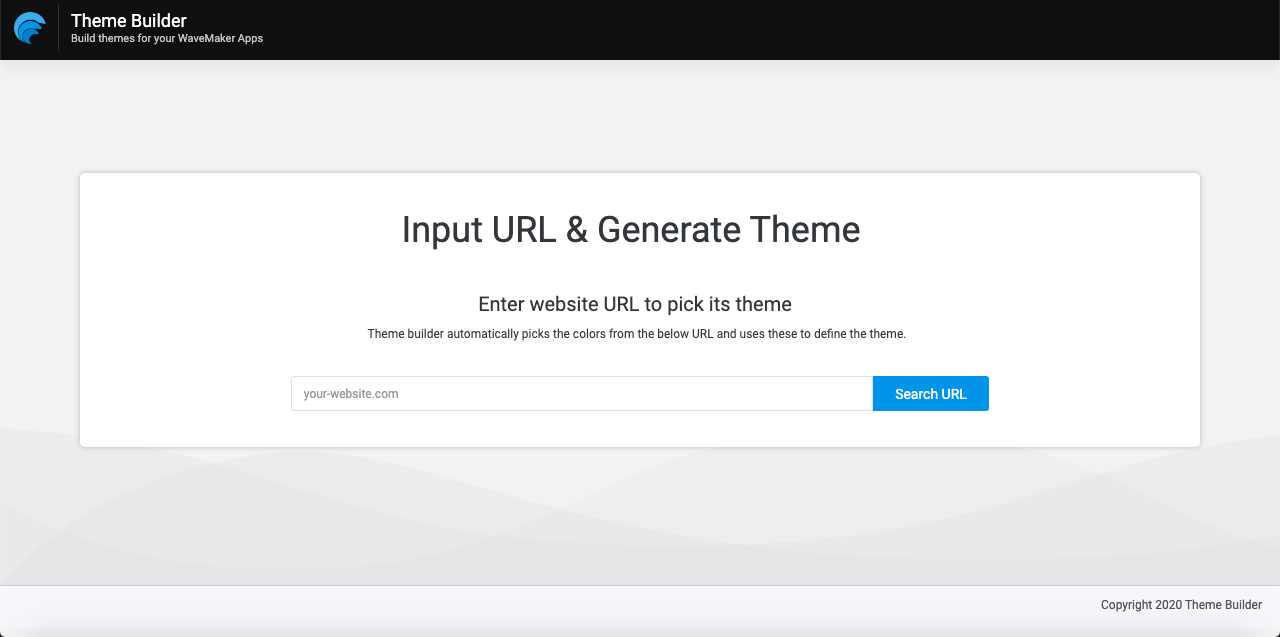 Theme Builder
Build themes for your WaveMaker Apps
Input URL & Generate Theme
Enter website URL to pick its theme
Theme builder automatically picks the colors from the below URL and uses these to define the theme.
your-website.com
Search URL
Copyright 2020 Theme Builder